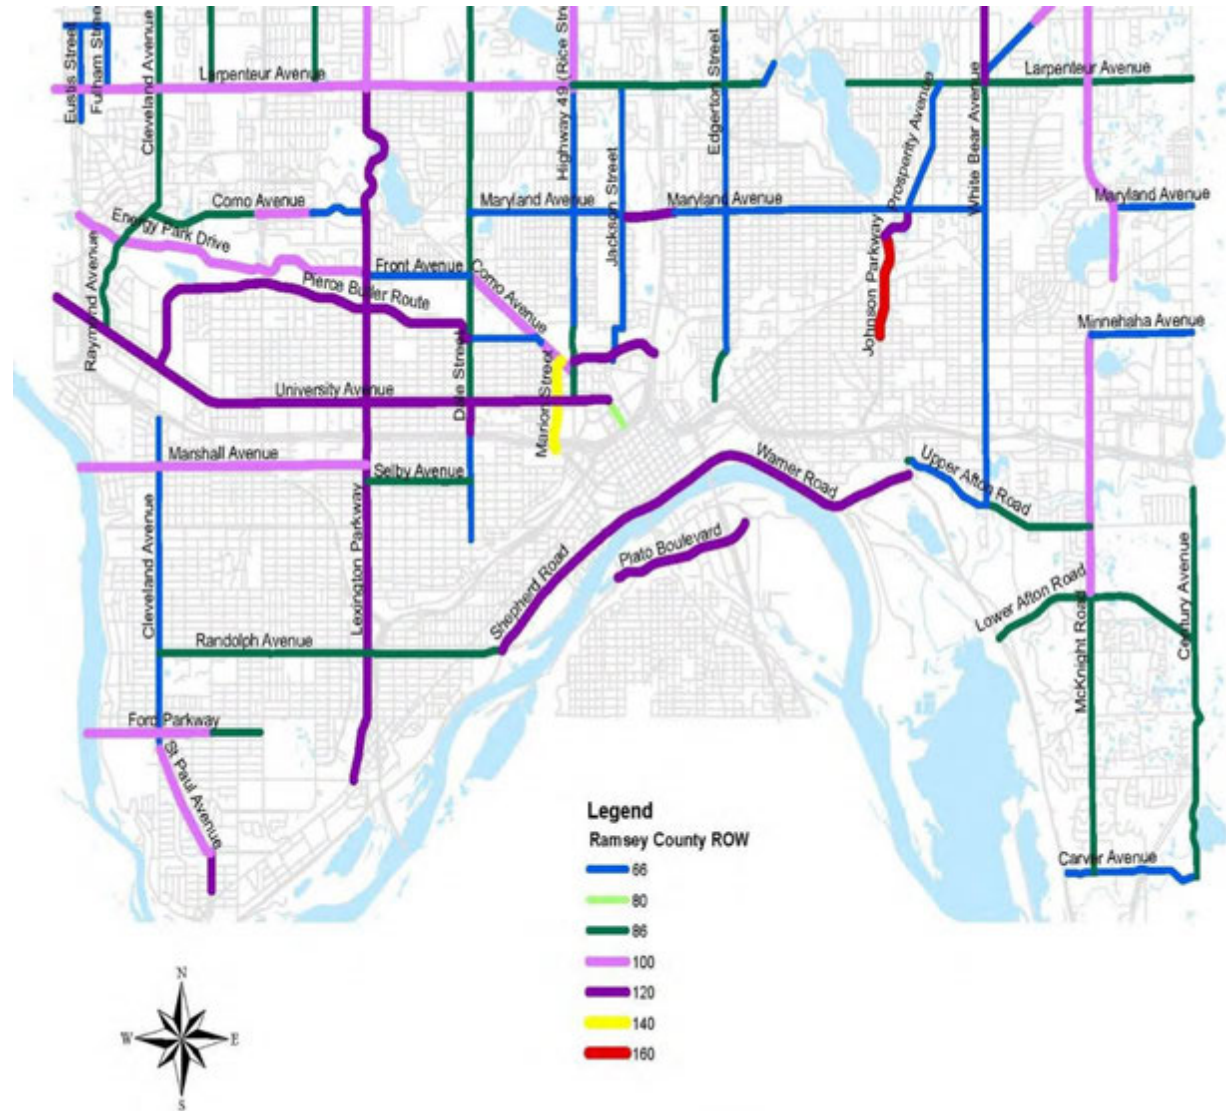 Eustis Street
Fulham Stre
Cleveland Avenue
Larpenteur Avenue
Highway 49 (Rice Stre
Edgerton Street
Larpenteur Avenue
Prosperity Avenue
White Bear Avenue
Jackson Street
Como Avenue
Maryland Avenue
Maryland Avenue
Maryland Avenue
Energy Park Drive
Raymond Avenue
Front Avenue
Como Avenue
Pierce Butler Route
Johnson Parkway
Minnehaha Avenue
Dale Street
Marion Street
University Avenue
Marshall Avenue
Selby Avenue
Warner Road
Upper Afton Road
Cleveland Avenue
Lexington Parkway
Shepherd Road
Plato Boulevard
Lower Afton Road
Century Avenue
McKnight Road
Randolph Avenue
Ford Parkway
St Paul Avenue
Carver Avenue
Legend
Ramsey County ROW
66
80
86
100
120
140
160
N
W
E
S